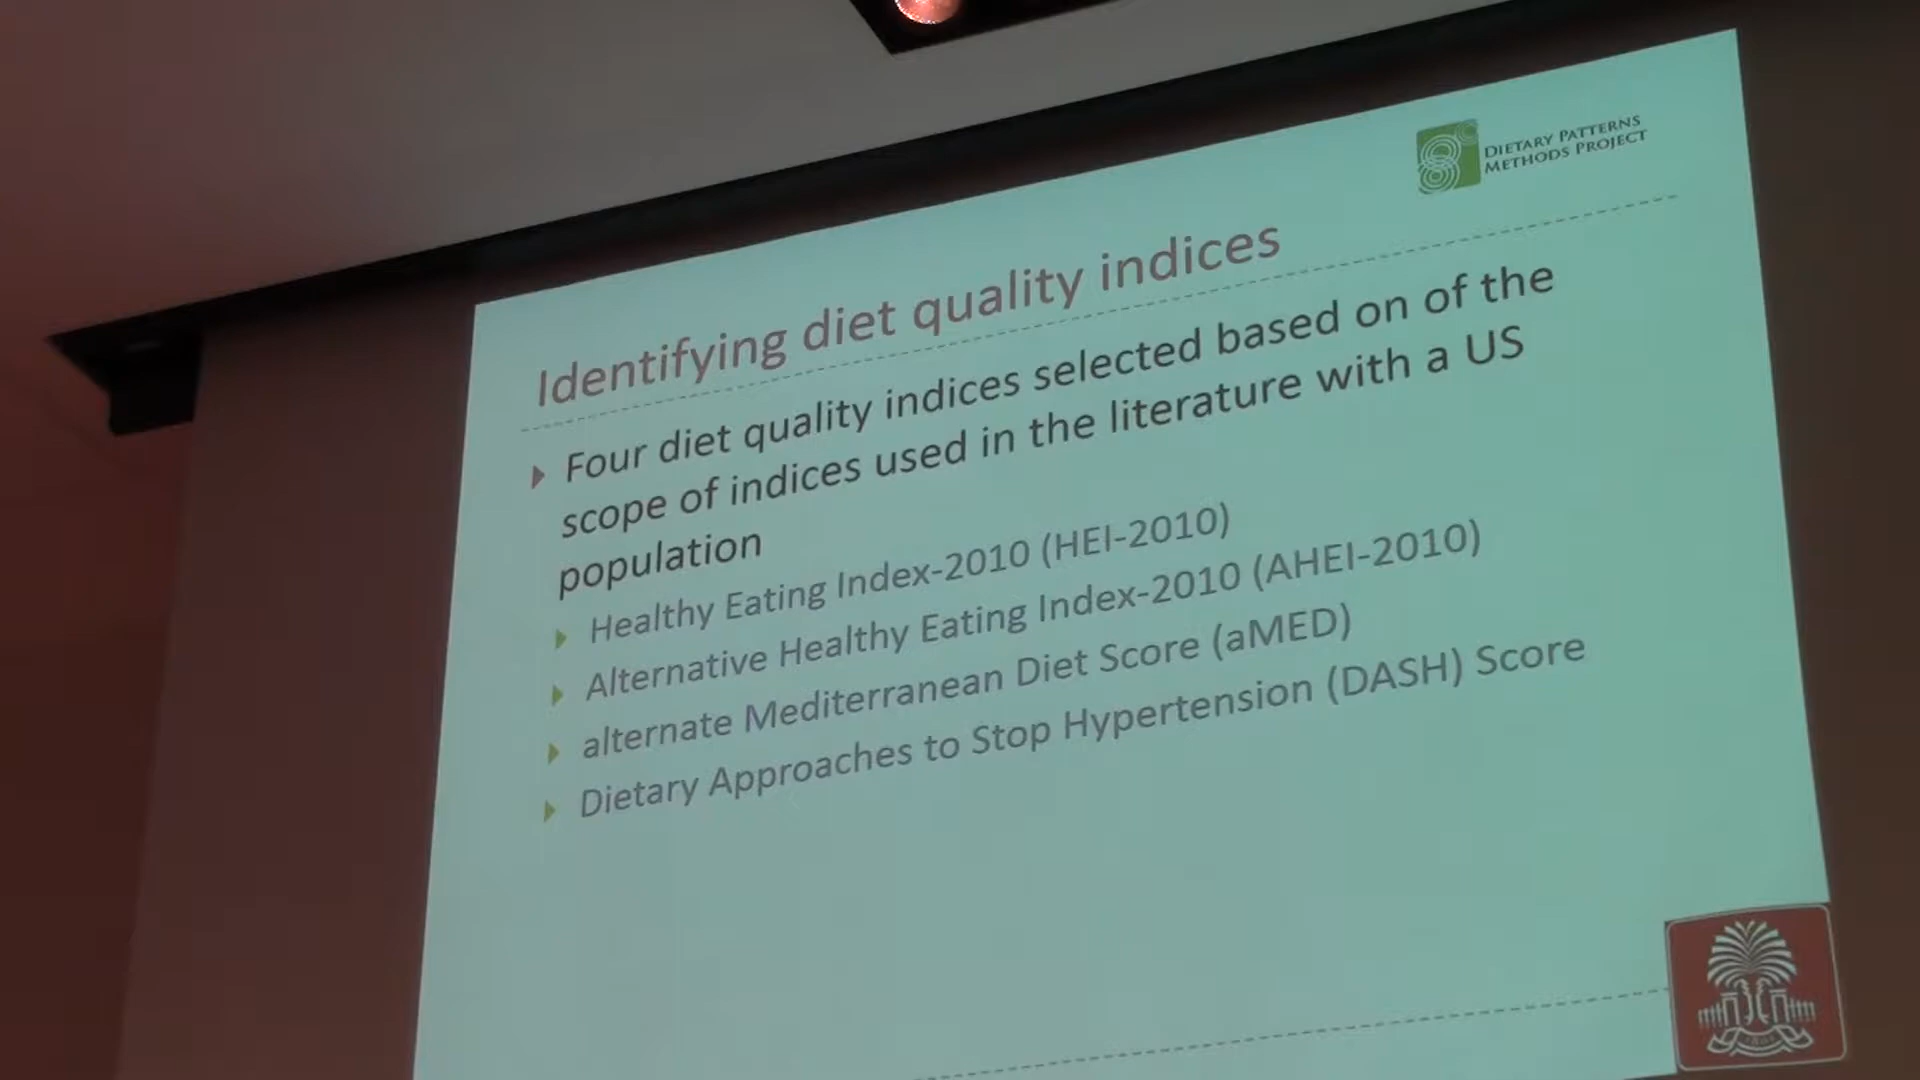 DIETARY PATTERNS
METHODS PROJECT
Identifying diet quality indices
Four diet quality indices selected based on of the
scope of indices used in the literature with a US
population
Healthy Eating Index-2010 (HEI-2010)
Alternative Healthy Eating Index-2010 (AHEI-2010)
alternate Mediterranean Diet Score (aMED)
Dietary Approaches to Stop Hypertension (DASH) Score